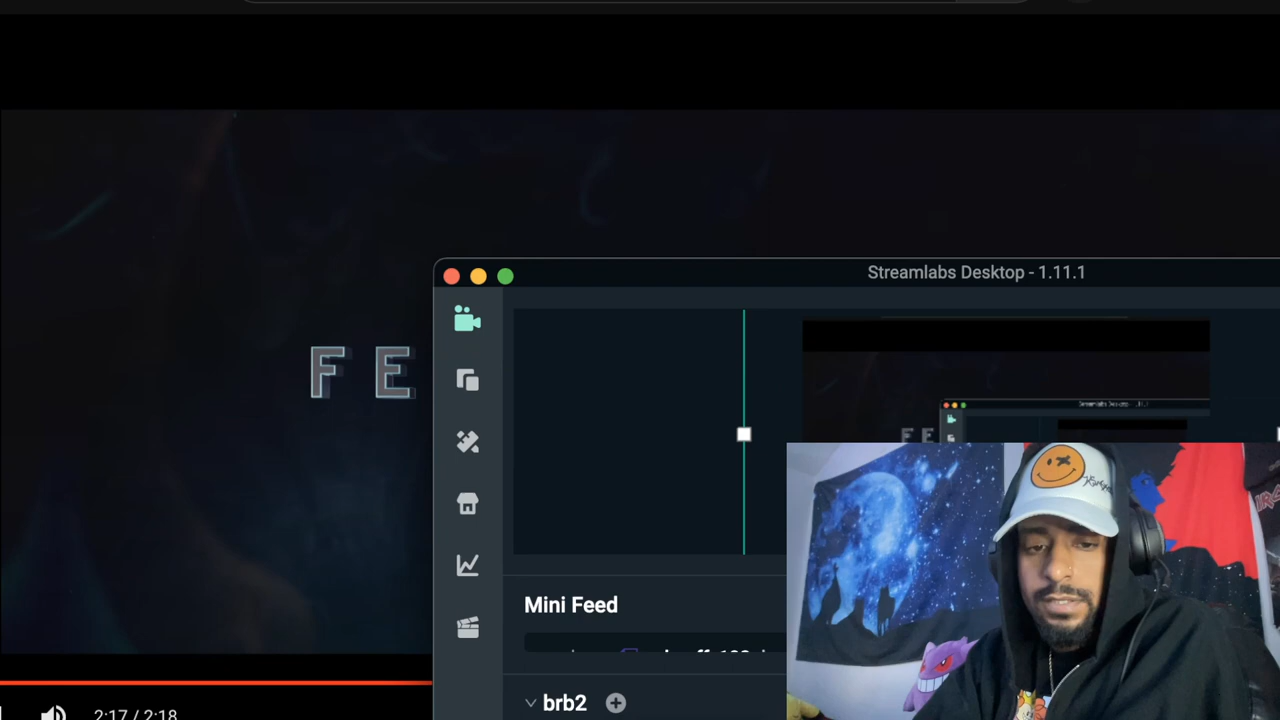 Streamlabs Desktop - 1.11.1
F E
Mini Feed
brb2
2:17 / 2:18